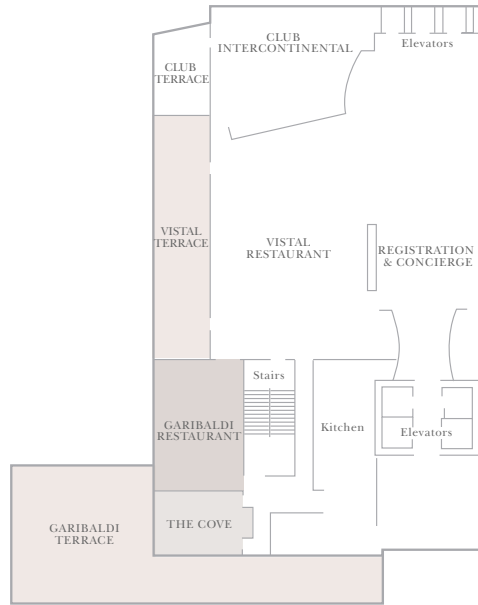 CLUB
INTERCONTINENTAL
Elevators
CLUB
TERRACE
VISTAL
TERRACE
VISTAL
RESTAURANT
REGISTRATION
& CONCIERGE
Stairs
GARIBALDI
RESTAURANT
Kitchen
Elevators
GARIBALDI
TERRACE
THE COVE